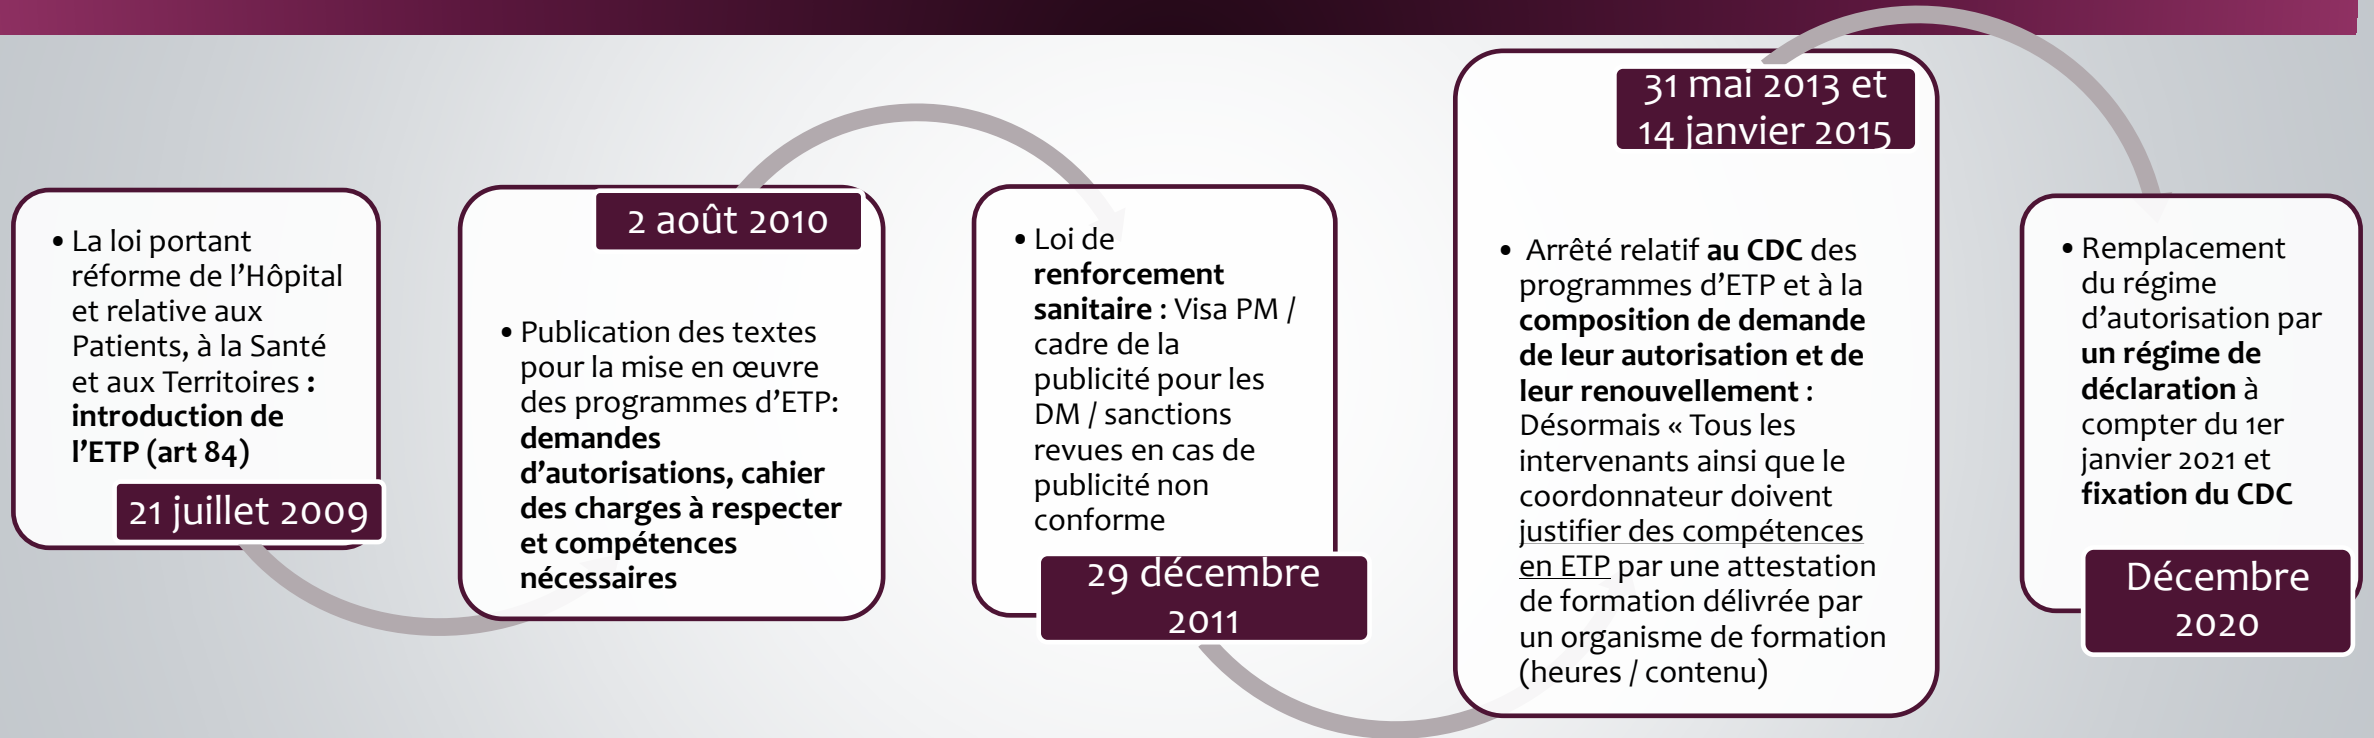 • La loi portant
réforme de l’Hôpital
et relative aux
Patients, à la Santé
et aux Territoires :
introduction de
l’ETP (art 84)
21 juillet 2009
2 août 2010
• Publication des textes
pour la mise en œuvre
des programmes d’ETP:
demandes
d’autorisations, cahier
des charges à respecter
et compétences
nécessaires
• Loi de
renforcement
sanitaire : Visa PM /
cadre de la
publicité pour les
DM / sanctions
revues en cas de
publicité non
conforme
29 décembre
2011
31 mai 2013 et
14 janvier 2015
• Arrêté relatif au CDC des
programmes d’ETP et à la
composition de demande
de leur autorisation et de
leur renouvellement :
Désormais « Tous les
intervenants ainsi que le
coordonnateur doivent
justifier des compétences
en ETP par une attestation
de formation délivrée par
un organisme de formation
(heures / contenu)
• Remplacement
du régime
d’autorisation par
un régime de
déclaration à
compter du 1er
janvier 2021 et
fixation du CDC
Décembre
2020